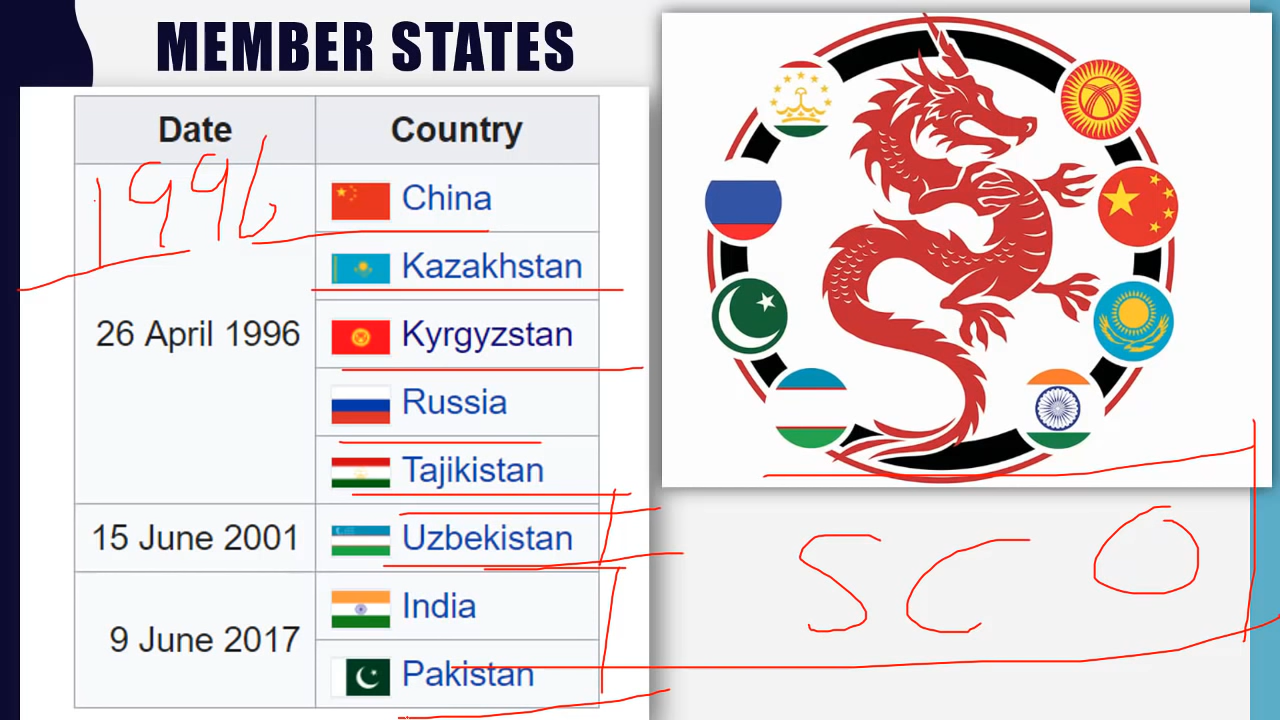 MEMBER STATES
Date Country
1996
China
Kazakhstan
26 April 1996 Kyrgyzstan
Russia
Tajikistan
15 June 2001 Uzbekistan
India
9 June 2017
Pakistan
SCO